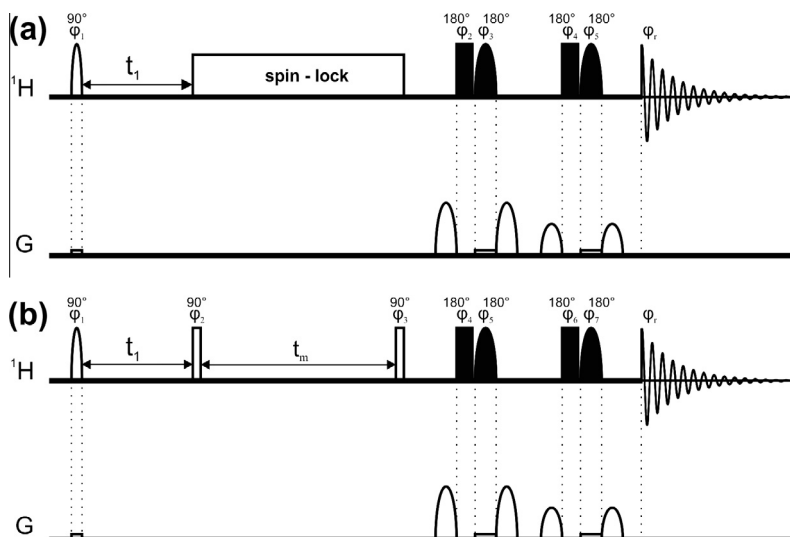 (a)
90° 180° 180° 180° 180°
φ₁ φ₂ φ₃ φ₄ φ₅ φᵣ
t₁
spin - lock
¹H
G
(b)
90° 90° 90° 180° 180° 180° 180°
φ₁ φ₂ φ₃ φ₄ φ₅ φ₆ φ₇ φᵣ
t₁ tₘ
¹H
G